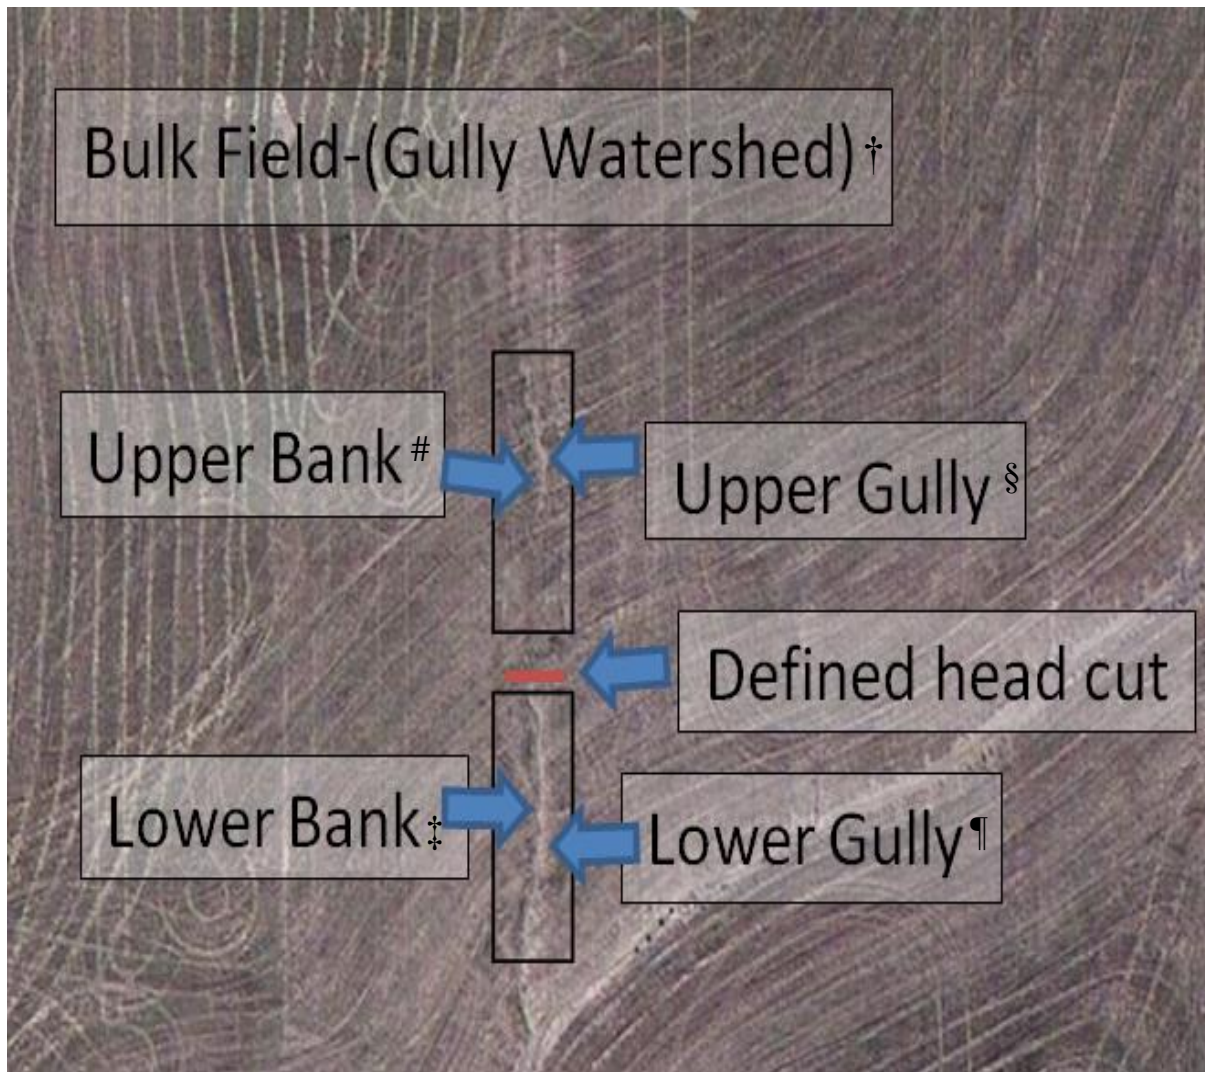 Bulk Field-(Gully Watershed) †
Upper Bank #
Upper Gully §
Defined head cut
Lower Bank ‡
Lower Gully ¶